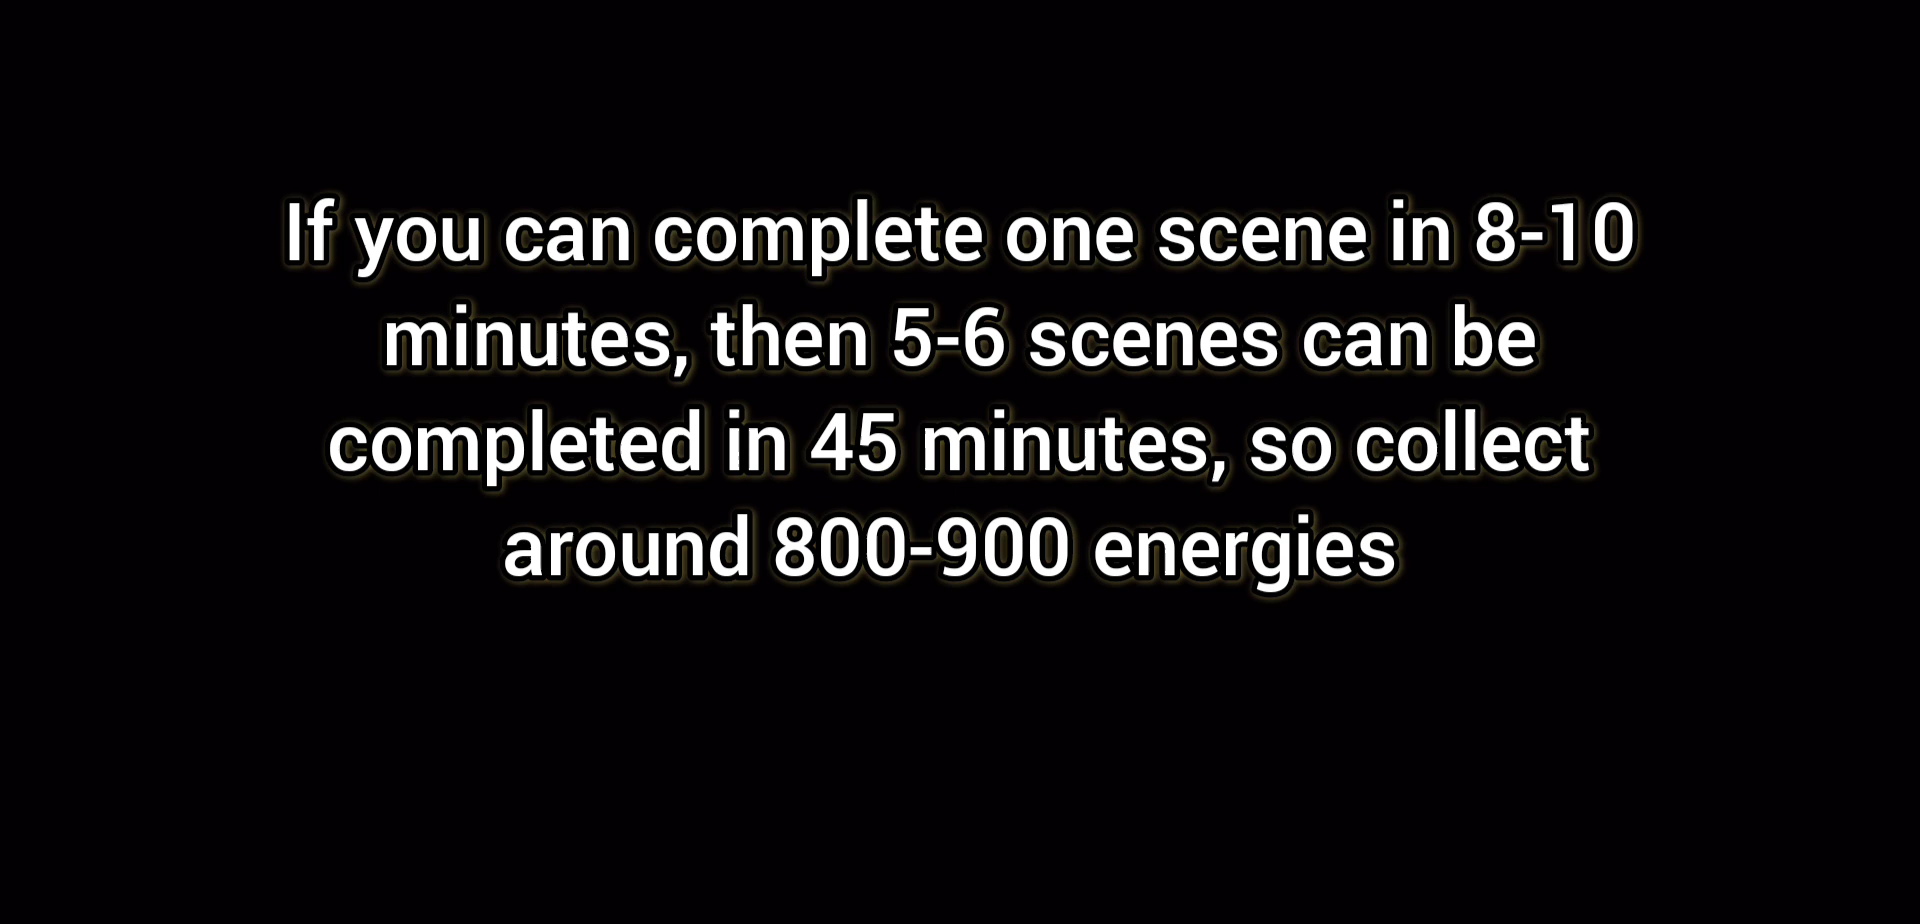 If you can complete one scene in 8-10
minutes, then 5-6 scenes can be
completed in 45 minutes, so collect
around 800-900 energies